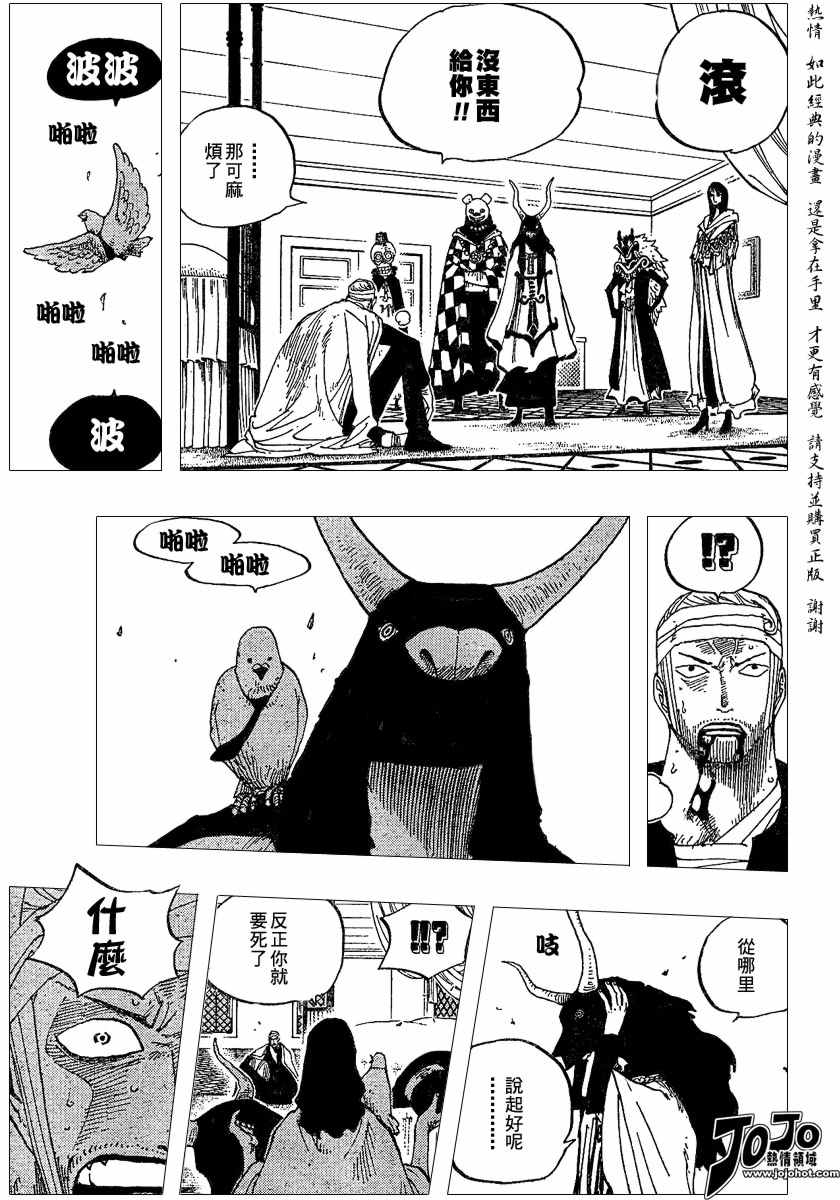 滾
沒東西
給你!!
……
那可麻
煩了
波波
啪啦
啪啦
啪啦
波
!?
啪啦
啪啦
從哪里
吱
……
說起好呢
!!?
反正你就
要死了
什麼
熱情 如此經典的漫畫 還是拿在手里 才更有感覺 請支持並購買正版 謝謝
JOJO
熱情領域
www.jojohot.com